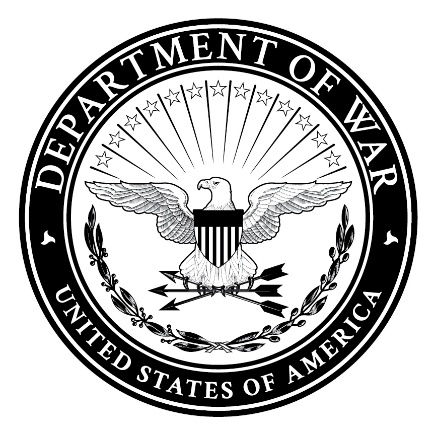 DEPARTMENT OF WAR
UNITED STATES OF AMERICA